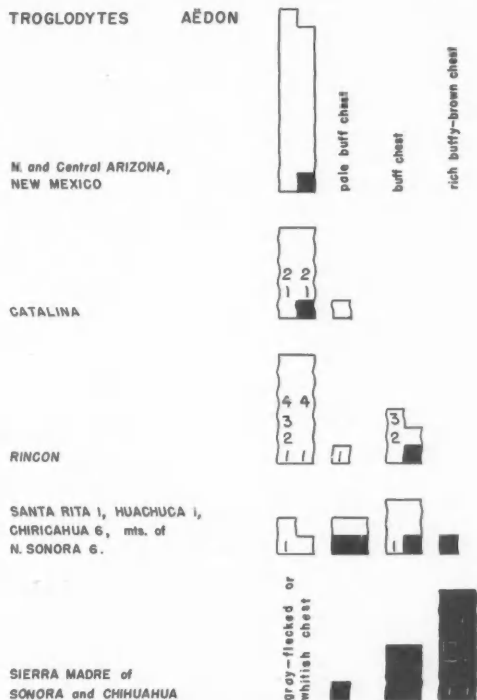 TROGLODYTES AËDON
pale buff chest
buff chest
rich buffy-brown chest
N. and Central ARIZONA,
NEW MEXICO
2 2
1 1
CATALINA
4 4
3
2
1 1 1
3
2
RINCON
SANTA RITA 1, HUACHUCA 1,
CHIRICAHUA 6, mts. of
N. SONORA 6.
1 1
gray-flecked or
whitish chest
SIERRA MADRE of
SONORA and CHIHUAHUA